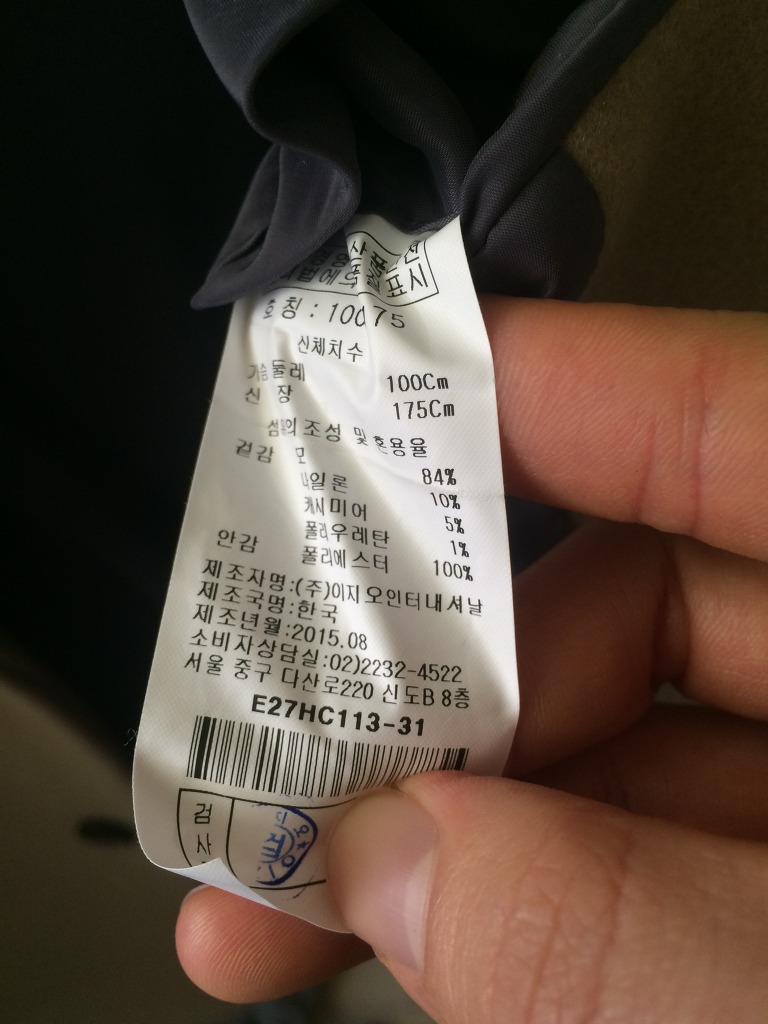 표시
호칭 : 10075
신체치수
가슴둘레 100Cm
신 장 175Cm
섬유의 조성 및 혼용율
겉감 모 84%
나일론 10%
캐시미어 5%
폴리우레탄 1%
안감 폴리에스터 100%
제조자명:(주)이지오인터내셔날
제조국명:한국
제조년월:2015.08
소비자상담실:02)2232-4522
서울 중구 다산로220 신도B 8층
E27HC113-31
검
사